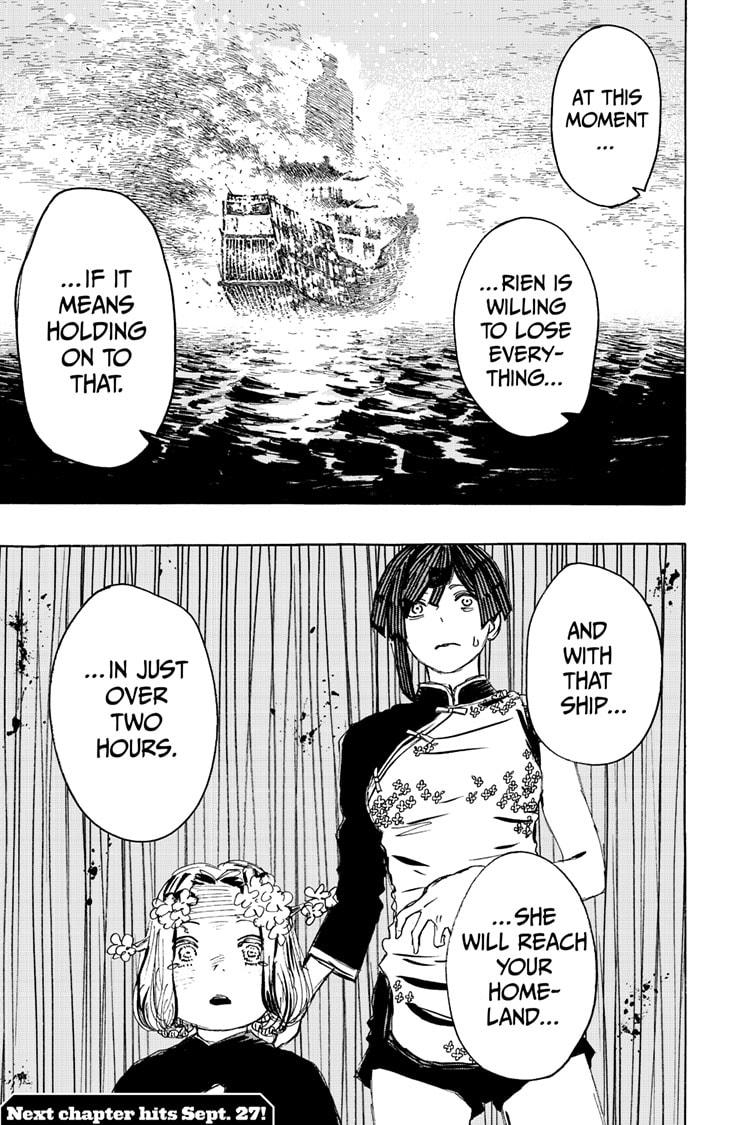 AT THIS
MOMENT
...
...RIEN IS
WILLING
TO LOSE
EVERY-
THING...
...IF IT
MEANS
HOLDING
ON TO
THAT.
AND
WITH
THAT
SHIP...
...SHE
WILL REACH
YOUR
HOME-
LAND...
...IN JUST
OVER
TWO
HOURS.
Next chapter hits Sept. 27!